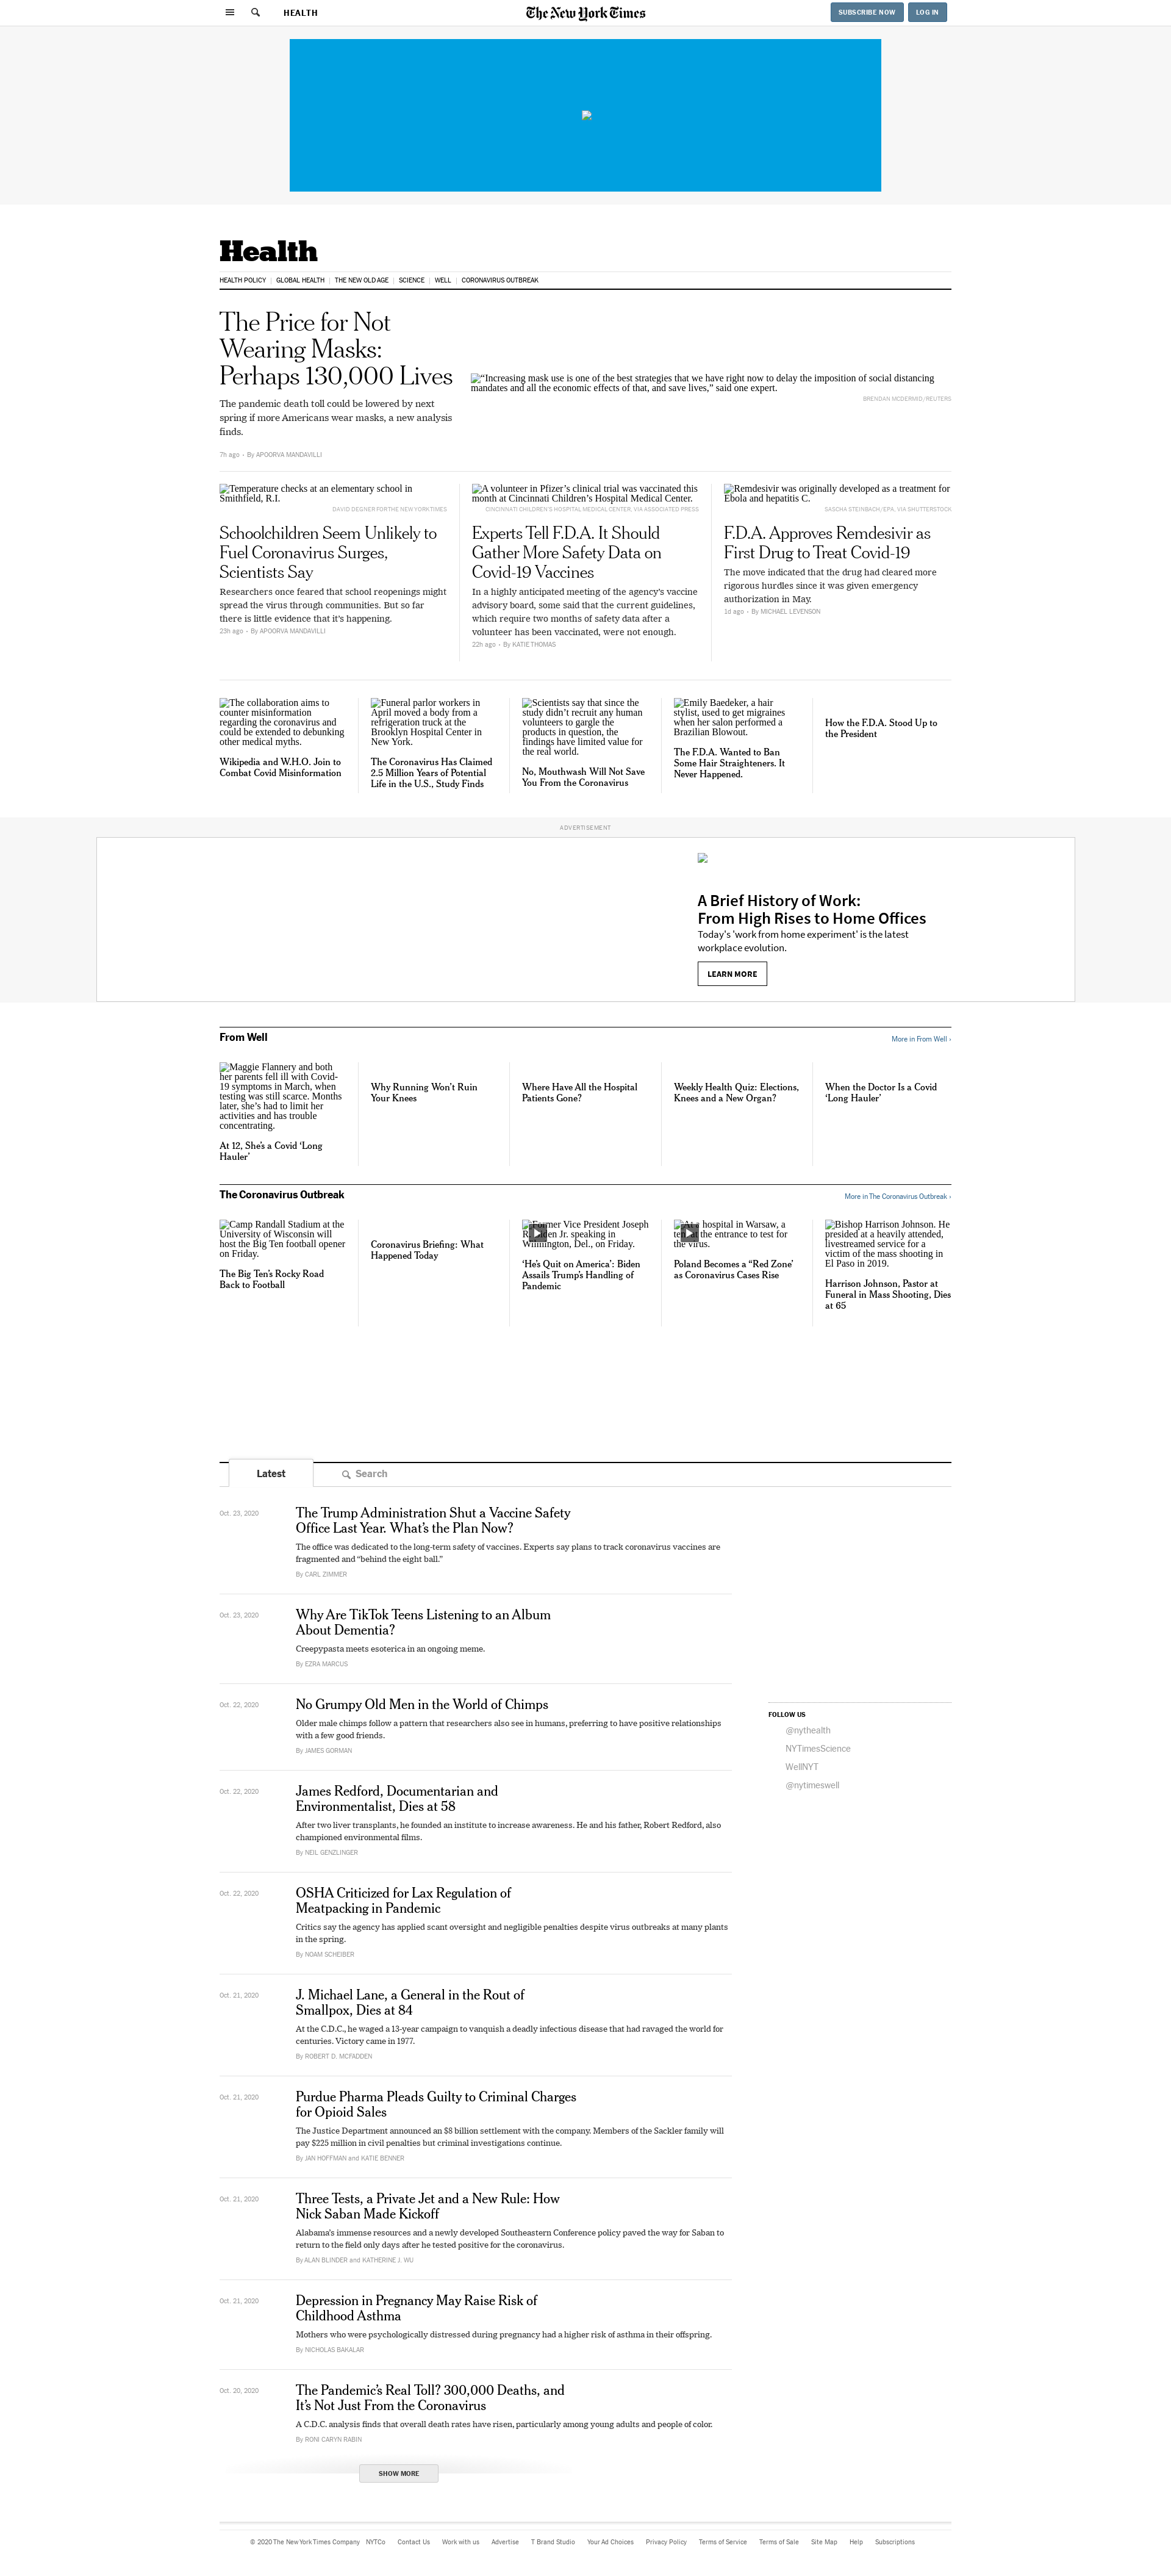 HEALTH
The New York Times
SUBSCRIBE NOW
LOG IN
Health
HEALTH POLICY | GLOBAL HEALTH | THE NEW OLD AGE | SCIENCE | WELL | CORONAVIRUS OUTBREAK
The Price for Not
Wearing Masks:
Perhaps 130,000 Lives
The pandemic death toll could be lowered by next
spring if more Americans wear masks, a new analysis
finds.
7h ago • By APOORVA MANDAVILLI
“Increasing mask use is one of the best strategies that we have right now to delay the imposition of social distancing
mandates and all the economic effects of that, and save lives,” said one expert.
BRENDAN MCDERMID/REUTERS
Temperature checks at an elementary school in
Smithfield, R.I.
DAVID DEGNER FOR THE NEW YORK TIMES
Schoolchildren Seem Unlikely to
Fuel Coronavirus Surges,
Scientists Say
Researchers once feared that school reopenings might
spread the virus through communities. But so far
there is little evidence that it’s happening.
23h ago • By APOORVA MANDAVILLI
A volunteer in Pfizer’s clinical trial was vaccinated this
month at Cincinnati Children’s Hospital Medical Center.
CINCINNATI CHILDREN'S HOSPITAL MEDICAL CENTER, VIA ASSOCIATED PRESS
Experts Tell F.D.A. It Should
Gather More Safety Data on
Covid-19 Vaccines
In a highly anticipated meeting of the agency’s vaccine
advisory board, some said that the current guidelines,
which require two months of safety data after a
volunteer has been vaccinated, were not enough.
22h ago • By KATIE THOMAS
Remdesivir was originally developed as a treatment for
Ebola and hepatitis C.
SASCHA STEINBACH/EPA, VIA SHUTTERSTOCK
F.D.A. Approves Remdesivir as
First Drug to Treat Covid-19
The move indicated that the drug had cleared more
rigorous hurdles since it was given emergency
authorization in May.
1d ago • By MICHAEL LEVENSON
The collaboration aims to
counter misinformation
regarding the coronavirus and
could be extended to debunking
other medical myths.
Wikipedia and W.H.O. Join to
Combat Covid Misinformation
Funeral parlor workers in
April moved a body from a
refrigeration truck at the
Brooklyn Hospital Center in
New York.
The Coronavirus Has Claimed
2.5 Million Years of Potential
Life in the U.S., Study Finds
Scientists say that since the
study didn’t recruit any human
volunteers to gargle the
products in question, the
findings have limited value for
the real world.
No, Mouthwash Will Not Save
You From the Coronavirus
Emily Baedeker, a hair
stylist, used to get migraines
when her salon performed a
Brazilian Blowout.
The F.D.A. Wanted to Ban
Some Hair Straighteners. It
Never Happened.
How the F.D.A. Stood Up to
the President
ADVERTISEMENT
A Brief History of Work:
From High Rises to Home Offices
Today's 'work from home experiment' is the latest
workplace evolution.
LEARN MORE
From Well
More in From Well ›
Maggie Flannery and both
her parents fell ill with Covid-
19 symptoms in March, when
testing was still scarce. Months
later, she’s had to limit her
activities and has trouble
concentrating.
At 12, She’s a Covid ‘Long
Hauler’
Why Running Won’t Ruin
Your Knees
Where Have All the Hospital
Patients Gone?
Weekly Health Quiz: Elections,
Knees and a New Organ?
When the Doctor Is a Covid
‘Long Hauler’
The Coronavirus Outbreak
More in The Coronavirus Outbreak ›
Camp Randall Stadium at the
University of Wisconsin will
host the Big Ten football opener
on Friday.
The Big Ten’s Rocky Road
Back to Football
Coronavirus Briefing: What
Happened Today
Former Vice President Joseph
R. Biden Jr. speaking in
Wilmington, Del., on Friday.
‘He’s Quit on America’: Biden
Assails Trump’s Handling of
Pandemic
At a hospital in Warsaw, a
tent at the entrance to test for
the virus.
Poland Becomes a “Red Zone’
as Coronavirus Cases Rise
Bishop Harrison Johnson. He
presided at a heavily attended,
livestreamed service for a
victim of the mass shooting in
El Paso in 2019.
Harrison Johnson, Pastor at
Funeral in Mass Shooting, Dies
at 65
Latest
Search
Oct. 23, 2020
The Trump Administration Shut a Vaccine Safety
Office Last Year. What’s the Plan Now?
The office was dedicated to the long-term safety of vaccines. Experts say plans to track coronavirus vaccines are
fragmented and “behind the eight ball.”
By CARL ZIMMER
Oct. 23, 2020
Why Are TikTok Teens Listening to an Album
About Dementia?
Creepypasta meets esoterica in an ongoing meme.
By EZRA MARCUS
Oct. 22, 2020
No Grumpy Old Men in the World of Chimps
Older male chimps follow a pattern that researchers also see in humans, preferring to have positive relationships
with a few good friends.
By JAMES GORMAN
FOLLOW US
@nythealth
NYTimesScience
WellNYT
@nytimeswell
Oct. 22, 2020
James Redford, Documentarian and
Environmentalist, Dies at 58
After two liver transplants, he founded an institute to increase awareness. He and his father, Robert Redford, also
championed environmental films.
By NEIL GENZLINGER
Oct. 22, 2020
OSHA Criticized for Lax Regulation of
Meatpacking in Pandemic
Critics say the agency has applied scant oversight and negligible penalties despite virus outbreaks at many plants
in the spring.
By NOAM SCHEIBER
Oct. 21, 2020
J. Michael Lane, a General in the Rout of
Smallpox, Dies at 84
At the C.D.C., he waged a 13-year campaign to vanquish a deadly infectious disease that had ravaged the world for
centuries. Victory came in 1977.
By ROBERT D. MCFADDEN
Oct. 21, 2020
Purdue Pharma Pleads Guilty to Criminal Charges
for Opioid Sales
The Justice Department announced an $8 billion settlement with the company. Members of the Sackler family will
pay $225 million in civil penalties but criminal investigations continue.
By JAN HOFFMAN and KATIE BENNER
Oct. 21, 2020
Three Tests, a Private Jet and a New Rule: How
Nick Saban Made Kickoff
Alabama’s immense resources and a newly developed Southeastern Conference policy paved the way for Saban to
return to the field only days after he tested positive for the coronavirus.
By ALAN BLINDER and KATHERINE J. WU
Oct. 21, 2020
Depression in Pregnancy May Raise Risk of
Childhood Asthma
Mothers who were psychologically distressed during pregnancy had a higher risk of asthma in their offspring.
By NICHOLAS BAKALAR
Oct. 20, 2020
The Pandemic’s Real Toll? 300,000 Deaths, and
It’s Not Just From the Coronavirus
A C.D.C. analysis finds that overall death rates have risen, particularly among young adults and people of color.
By RONI CARYN RABIN
SHOW MORE
© 2020 The New York Times Company NYTCo Contact Us Work with us Advertise T Brand Studio Your Ad Choices Privacy Policy Terms of Service Terms of Sale Site Map Help Subscriptions